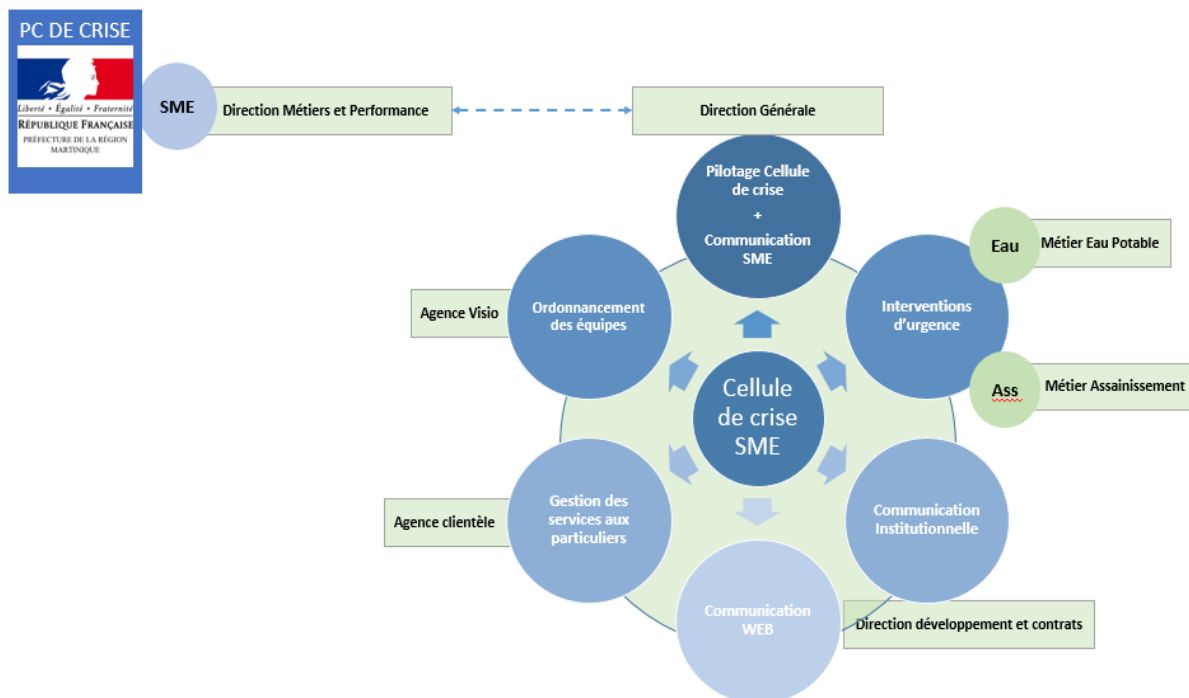 PC DE CRISE
Liberté • Égalité • Fraternité
RÉPUBLIQUE FRANÇAISE
PRÉFECTURE DE LA RÉGION
MARTINIQUE
SME
Direction Métiers et Performance
Direction Générale
Pilotage Cellule
de crise
+
Communication
SME
Eau
Métier Eau Potable
Interventions
d'urgence
Ass
Métier Assainissement
Agence Visio
Ordonnancement
des équipes
Cellule
de crise
SME
Agence clientèle
Gestion des
services aux
particuliers
Communication
Institutionnelle
Communication
WEB
Direction développement et contrats